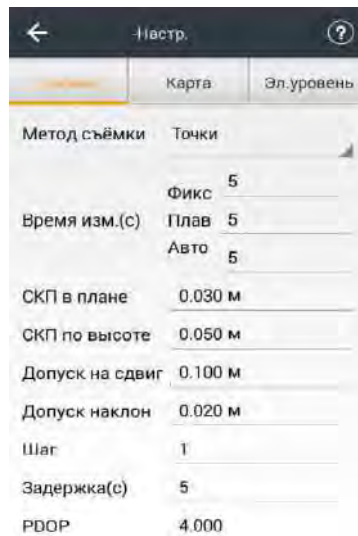 Настр.
?
Карта Эл.уровень
Метод съёмки Точки
Фикс 5
Время изм.(с) Плав 5
Авто 5
СКП в плане 0.030 м
СКП по высоте 0.050 м
Допуск на сдвиг 0.100 м
Допуск наклон 0.020 м
Шаг 1
Задержка(с) 5
PDOP 4.000